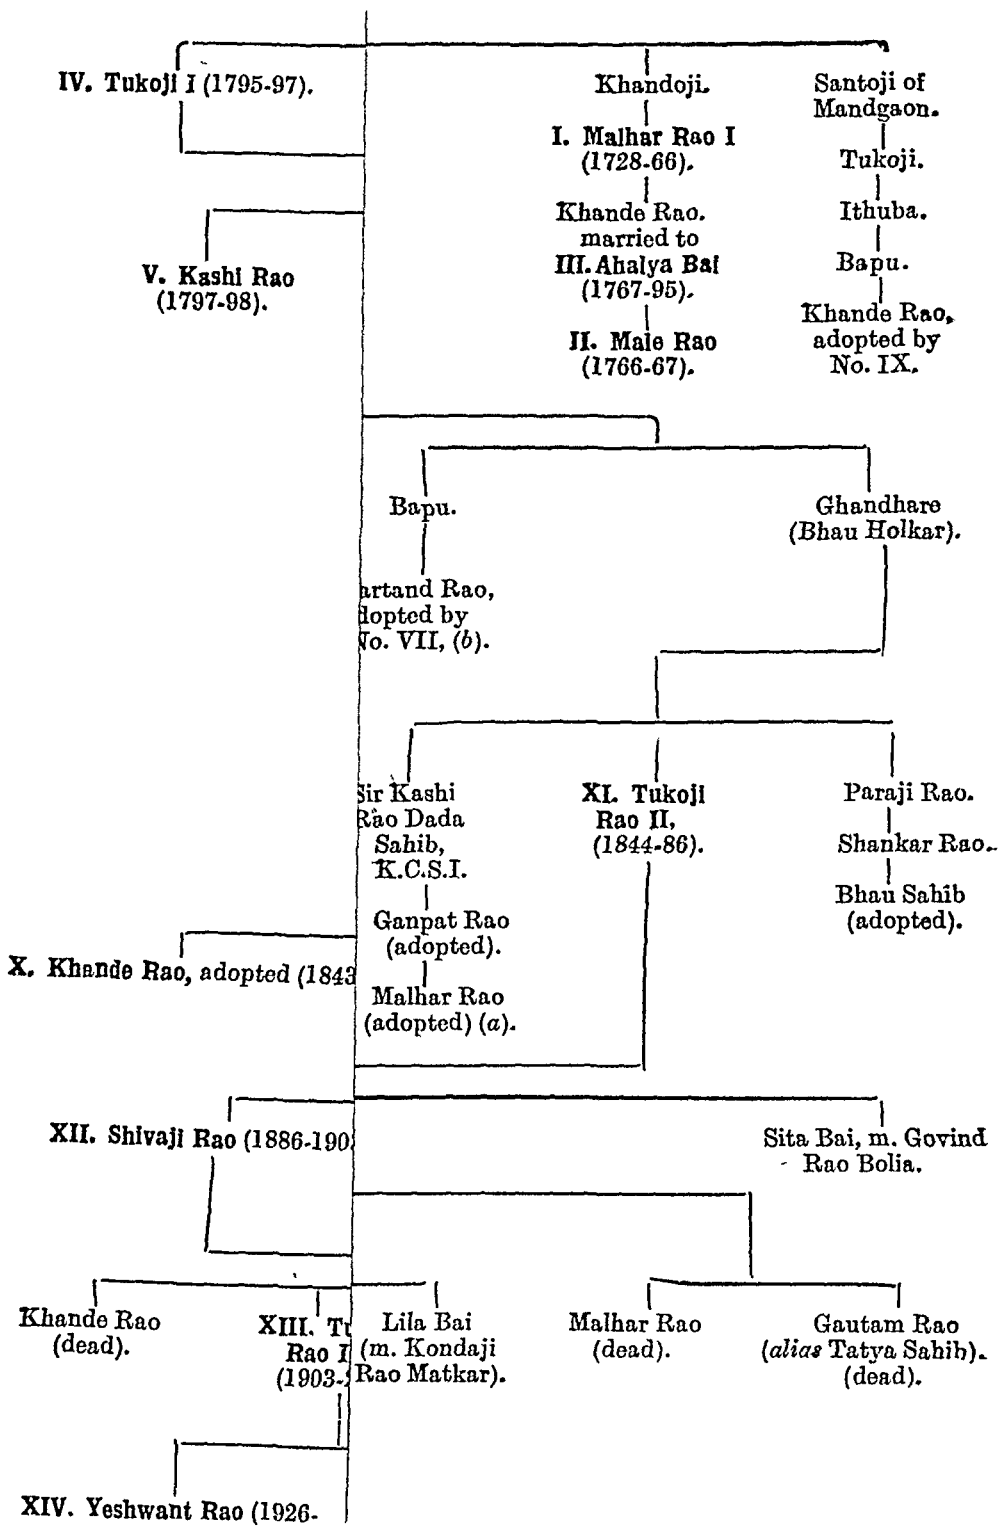 IV. Tukoji I (1795-97).
Khandoji.
Santoji of
Mandgaon.
I. Malhar Rao I
(1728-66).
Tukoji.
Khande Rao.
married to
III. Ahalya Bai
(1767-95).
Ithuba.
V. Kashi Rao
(1797-98).
Bapu.
II. Male Rao
(1766-67).
Khande Rao,
adopted by
No. IX.
Bapu.
Ghandhare
(Bhau Holkar).
artand Rao,
dopted by
No. VII, (b).
Sir Kashi
Rao Dada
Sahib,
K.C.S.I.
XI. Tukoji
Rao II,
(1844-86).
Paraji Rao.
Shankar Rao.
Bhau Sahib
(adopted).
Ganpat Rao
(adopted).
X. Khande Rao, adopted (1843
Malhar Rao
(adopted) (a).
XII. Shivaji Rao (1886-190
Sita Bai, m. Govind
Rao Bolia.
Khande Rao
(dead).
XIII. Tu
Rao I
(1903-
Lila Bai
(m. Kondaji
Rao Matkar).
Malhar Rao
(dead).
Gautam Rao
(alias Tatya Sahib).
(dead).
XIV. Yeshwant Rao (1926-